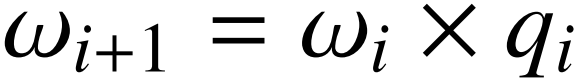 ω_{i+1} = ω_i × q_i